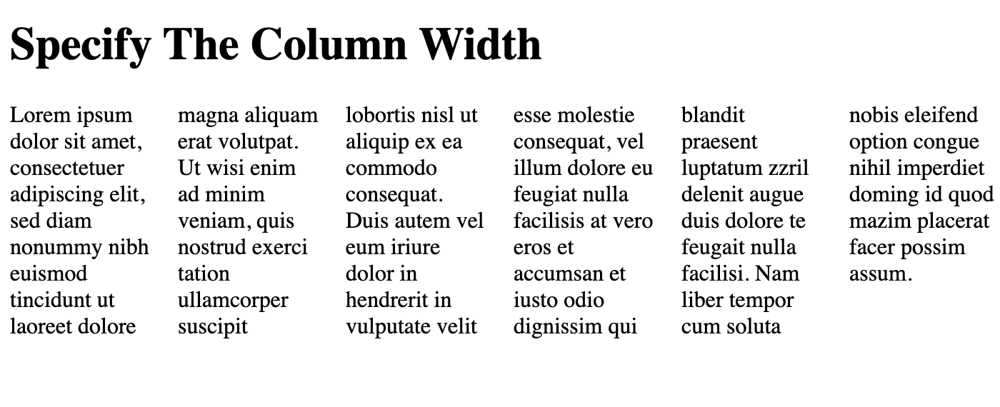 Specify The Column Width
Lorem ipsum
dolor sit amet,
consectetuer
adipiscing elit,
sed diam
nonummy nibh
euismod
tincidunt ut
laoreet dolore
magna aliquam
erat volutpat.
Ut wisi enim
ad minim
veniam, quis
nostrud exerci
tation
ullamcorper
suscipit
lobortis nisl ut
aliquip ex ea
commodo
consequat.
Duis autem vel
eum iriure
dolor in
hendrerit in
vulputate velit
esse molestie
consequat, vel
illum dolore eu
feugiat nulla
facilisis at vero
eros et
accumsan et
iusto odio
dignissim qui
blandit
praesent
luptatum zzril
delenit augue
duis dolore te
feugait nulla
facilisi. Nam
liber tempor
cum soluta
nobis eleifend
option congue
nihil imperdiet
doming id quod
mazim placerat
facer possim
assum.